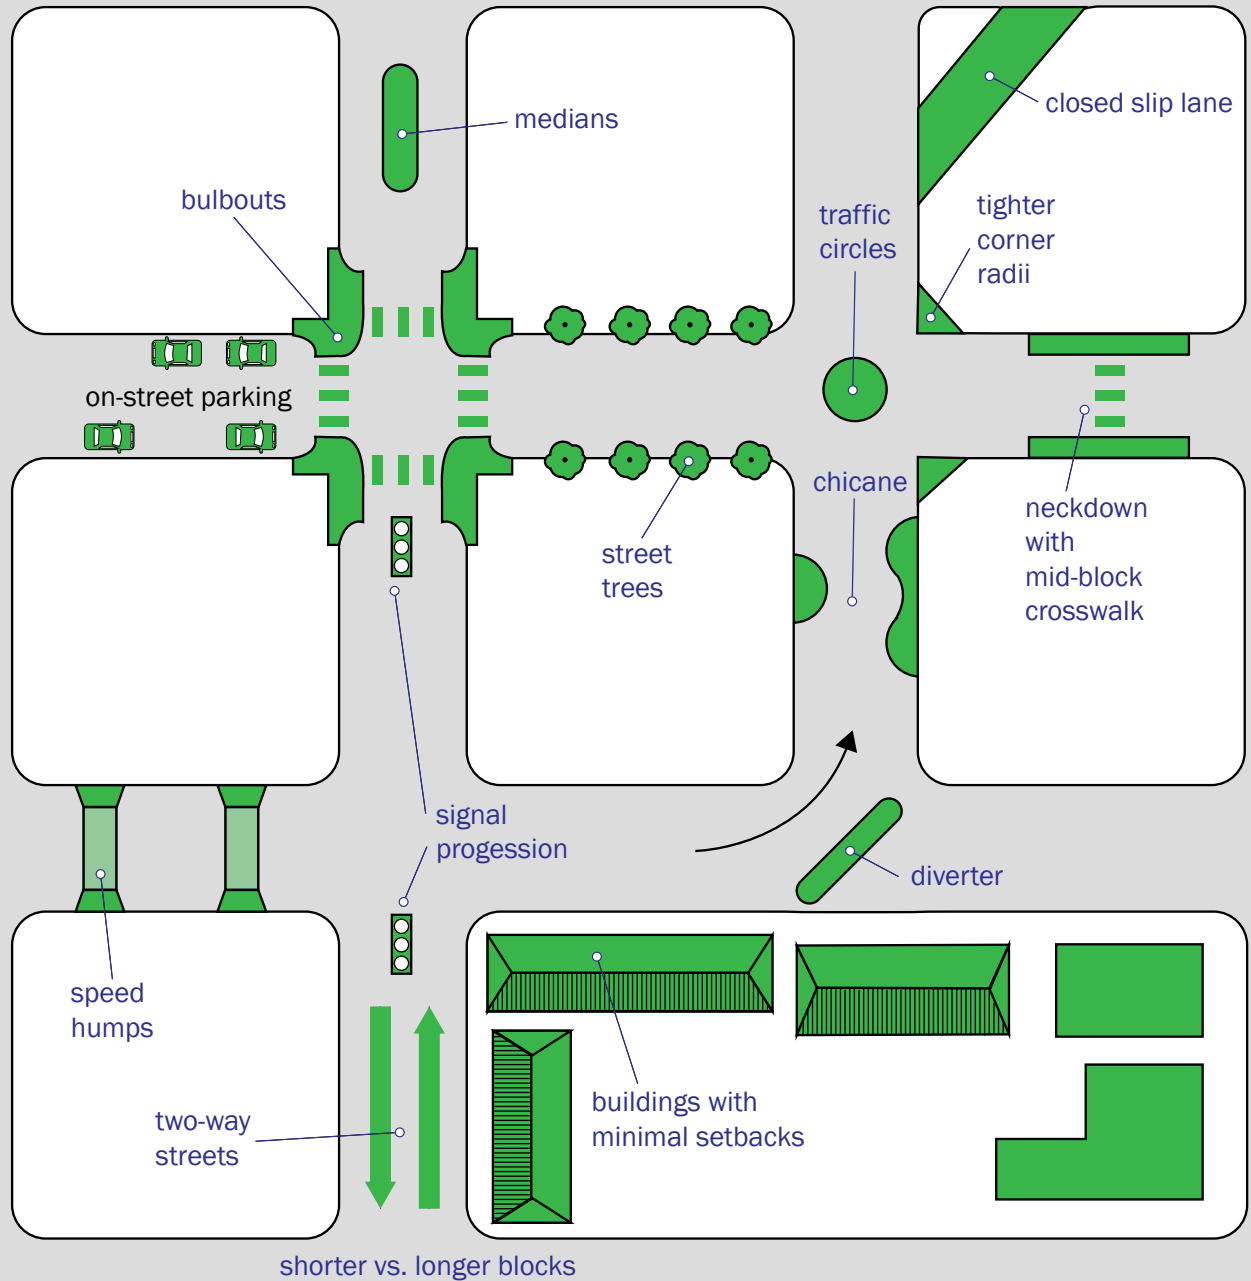 medians
closed slip lane
bulbouts
traffic
circles
tighter
corner
radii
on-street parking
chicane
neckdown
with
mid-block
crosswalk
street
trees
signal
progession
diverter
speed
humps
buildings with
minimal setbacks
two-way
streets
shorter vs. longer blocks